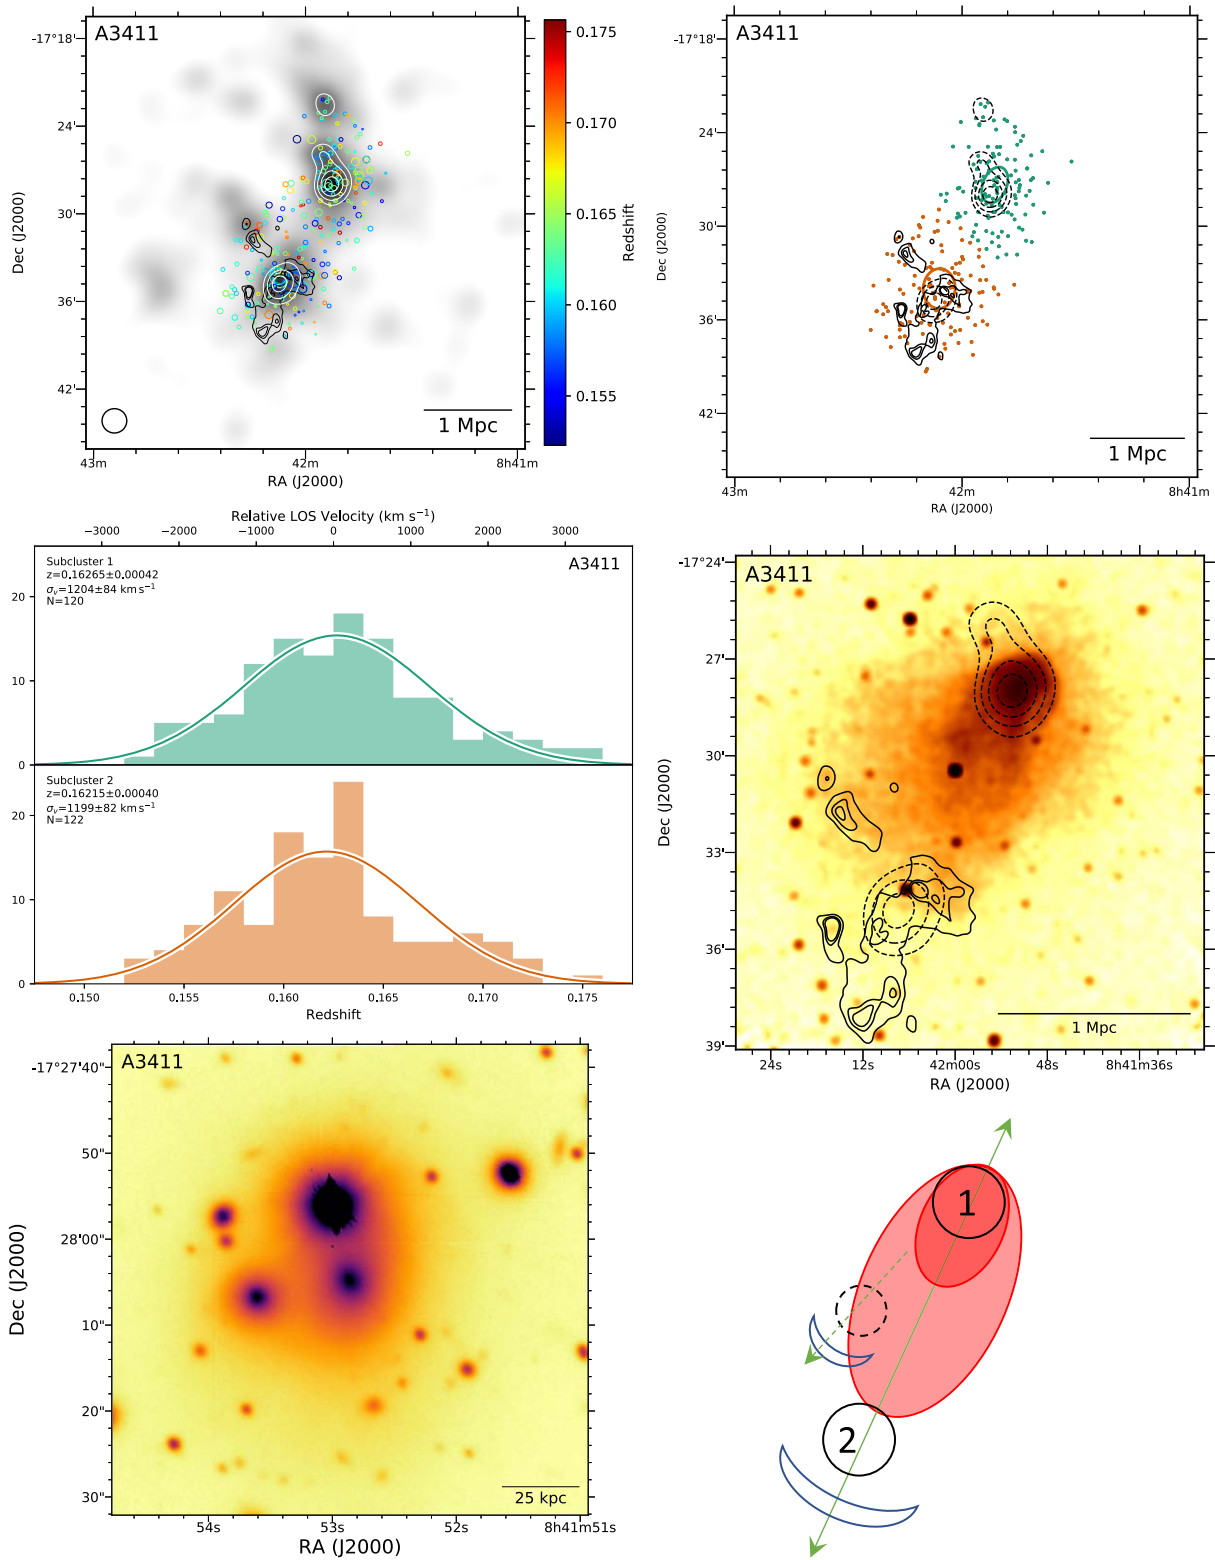 A3411
-17°18'
24'
30'
36'
42'
Dec (J2000)
43m
42m
8h41m
RA (J2000)
1 Mpc
0.175
0.170
0.165
0.160
0.155
Redshift
A3411
-17°18'
24'
30'
36'
42'
Dec (J2000)
43m
42m
8h41m
RA (J2000)
1 Mpc
Relative LOS Velocity (km s⁻¹)
−3000
−2000
−1000
0
1000
2000
3000
Subcluster 1
z=0.16265±0.00042
σᵥ=1204±84 km s⁻¹
N=120
A3411
20
10
0
Subcluster 2
z=0.16215±0.00040
σᵥ=1199±82 km s⁻¹
N=122
20
10
0
0.150
0.155
0.160
0.165
0.170
0.175
Redshift
A3411
-17°24'
27'
30'
33'
36'
39'
Dec (J2000)
24s
12s
42m00s
48s
8h41m36s
RA (J2000)
1 Mpc
A3411
-17°27'40"
50"
28'00"
10"
20"
30"
Dec (J2000)
54s
53s
52s
8h41m51s
RA (J2000)
25 kpc
1
2